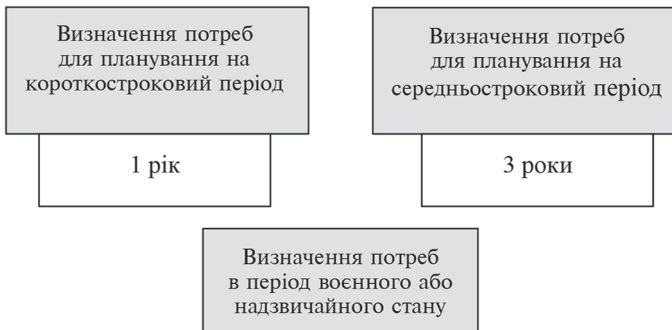 Визначення потреб
для планування на
короткостроковий період
1 рік
Визначення потреб
для планування на
середньостроковий період
3 роки
Визначення потреб
в період воєнного або
надзвичайного стану